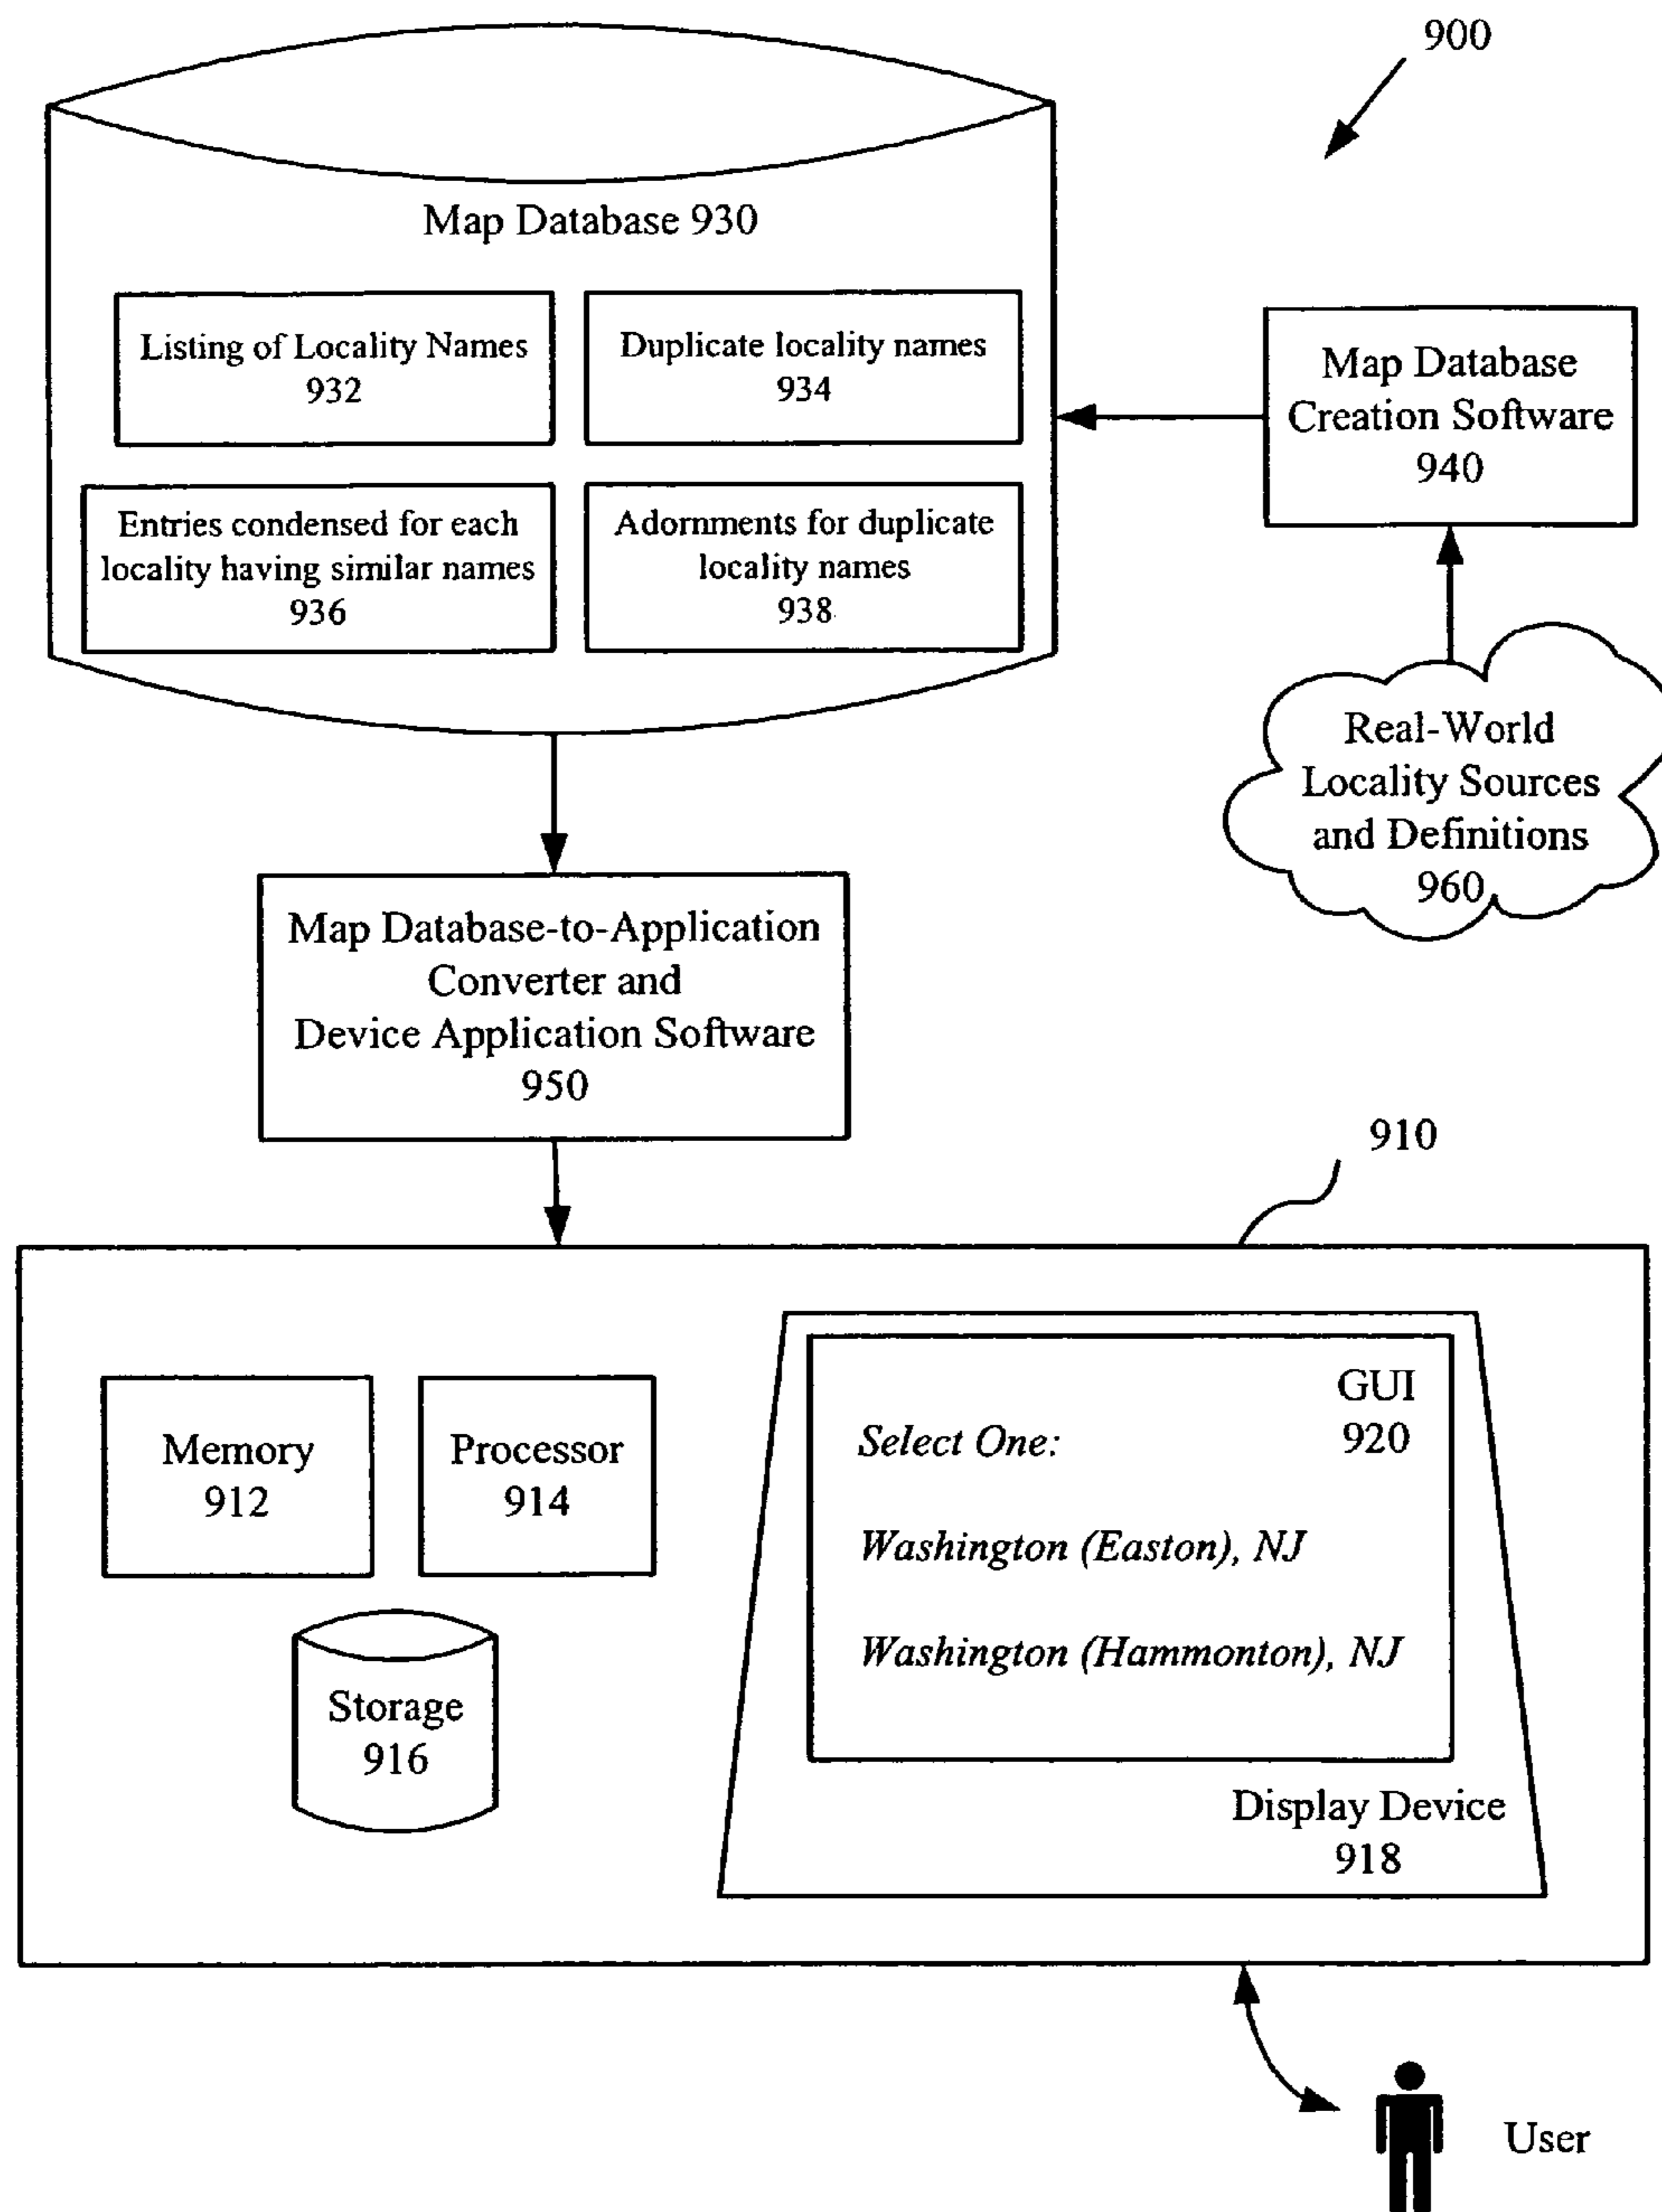 900
Map Database 930
Listing of Locality Names
932
Duplicate locality names
934
Entries condensed for each
locality having similar names
936
Adornments for duplicate
locality names
938
Map Database
Creation Software
940
Real-World
Locality Sources
and Definitions
960
Map Database-to-Application
Converter and
Device Application Software
950
910
Memory
912
Processor
914
Storage
916
GUI
920
Select One:
Washington (Easton), NJ
Washington (Hammonton), NJ
Display Device
918
User